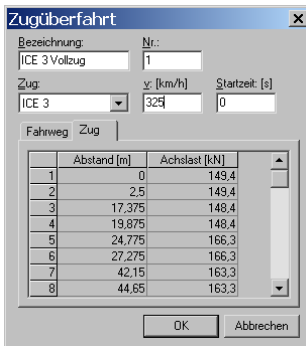 Zugüberfahrt
Bezeichnung: Nr.:
ICE 3 Vollzug 1
Zug: v: [km/h] Startzeit: [s]
ICE 3 325 0
Fahrweg Zug
Abstand [m] Achslast [kN]
1 0 149,4
2 2,5 149,4
3 17,375 148,4
4 19,875 148,4
5 24,775 166,3
6 27,275 166,3
7 42,15 163,3
8 44,65 163,3
OK Abbrechen